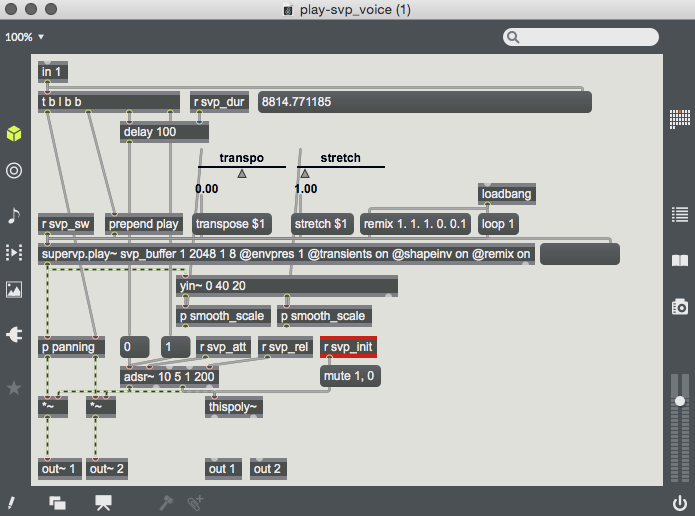 play-svp_voice (1)
100% ▼
in 1
t b l b b
r svp_dur
8814.771185
delay 100
transpo
stretch
0.00
1.00
loadbang
r svp_sw
prepend play
transpose $1
stretch $1
remix 1. 1. 1. 0. 0.1
loop 1
supervp.play~ svp_buffer 1 2048 1 8 @envpres 1 @transients on @shapeinv on @remix on
yin~ 0 40 20
p smooth_scale
p smooth_scale
p panning
0
1
r svp_att
r svp_rel
r svp_init
adsr~ 10 5 1 200
mute 1, 0
*~
*~
thispoly~
out~ 1
out~ 2
out 1
out 2